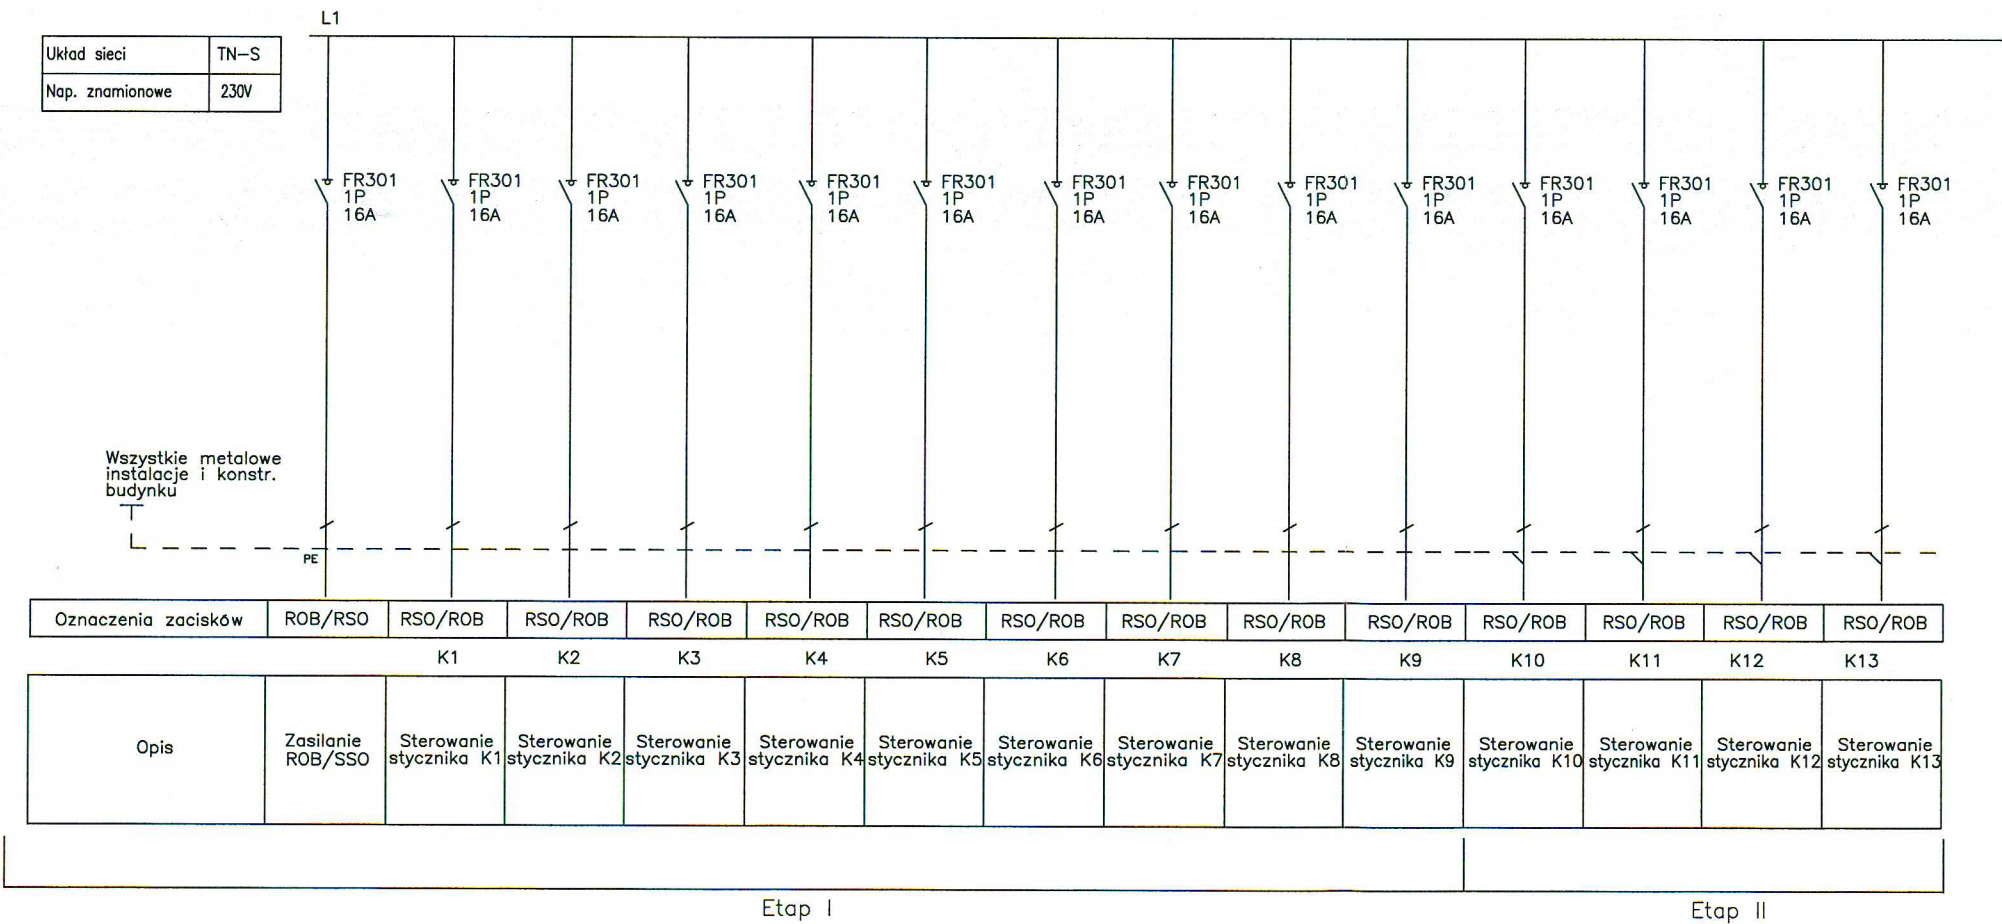 L1
Układ sieci TN-S
Nap. znamionowe 230V
FR301 FR301 FR301 FR301 FR301 FR301 FR301 FR301 FR301 FR301 FR301 FR301 FR301 FR301
1P 1P 1P 1P 1P 1P 1P 1P 1P 1P 1P 1P 1P 1P
16A 16A 16A 16A 16A 16A 16A 16A 16A 16A 16A 16A 16A 16A
Wszystkie metalowe
instalacje i konstr.
budynku
PE
Oznaczenia zacisków ROB/RSO RSO/ROB RSO/ROB RSO/ROB RSO/ROB RSO/ROB RSO/ROB RSO/ROB RSO/ROB RSO/ROB RSO/ROB RSO/ROB RSO/ROB RSO/ROB
K1 K2 K3 K4 K5 K6 K7 K8 K9 K10 K11 K12 K13
Opis
Zasilanie
ROB/SSO
Sterowanie
stycznika K1
Sterowanie
stycznika K2
Sterowanie
stycznika K3
Sterowanie
stycznika K4
Sterowanie
stycznika K5
Sterowanie
stycznika K6
Sterowanie
stycznika K7
Sterowanie
stycznika K8
Sterowanie
stycznika K9
Sterowanie
stycznika K10
Sterowanie
stycznika K11
Sterowanie
stycznika K12
Sterowanie
stycznika K13
Etap I
Etap II